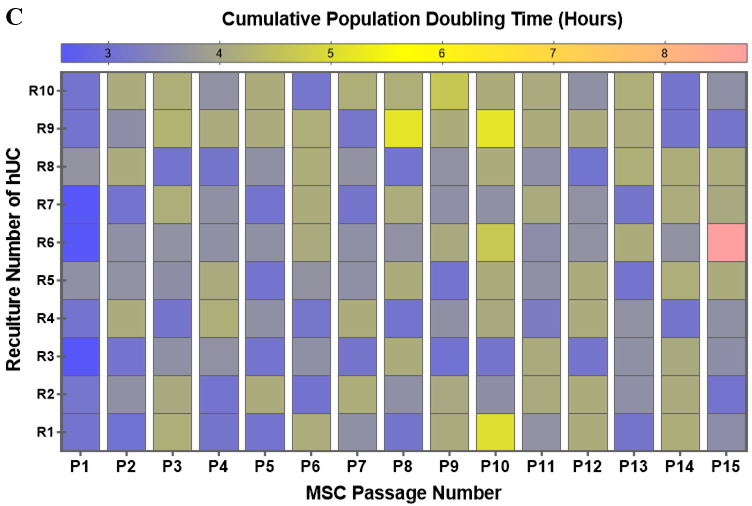 C
Cumulative Population Doubling Time (Hours)
3 4 5 6 7 8
Reculture Number of hUC
R10
R9
R8
R7
R6
R5
R4
R3
R2
R1
P1 P2 P3 P4 P5 P6 P7 P8 P9 P10 P11 P12 P13 P14 P15
MSC Passage Number